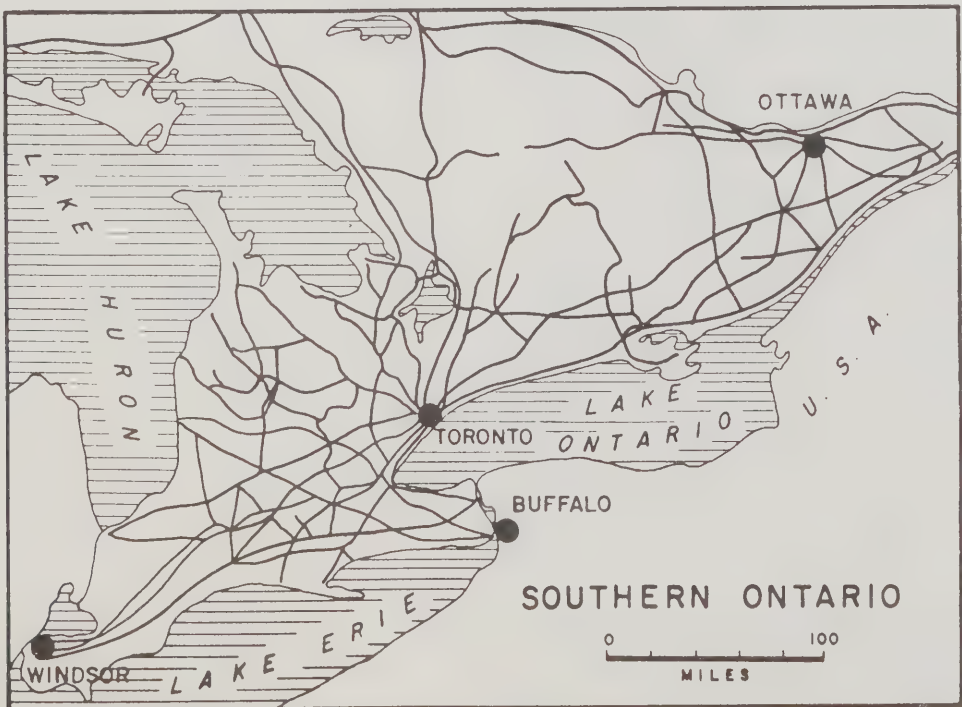 OTTAWA
LAKE HURON
TORONTO
LAKE ONTARIO
U. S. A.
BUFFALO
SOUTHERN ONTARIO
0 100
MILES
LAKE ERIE
WINDSOR